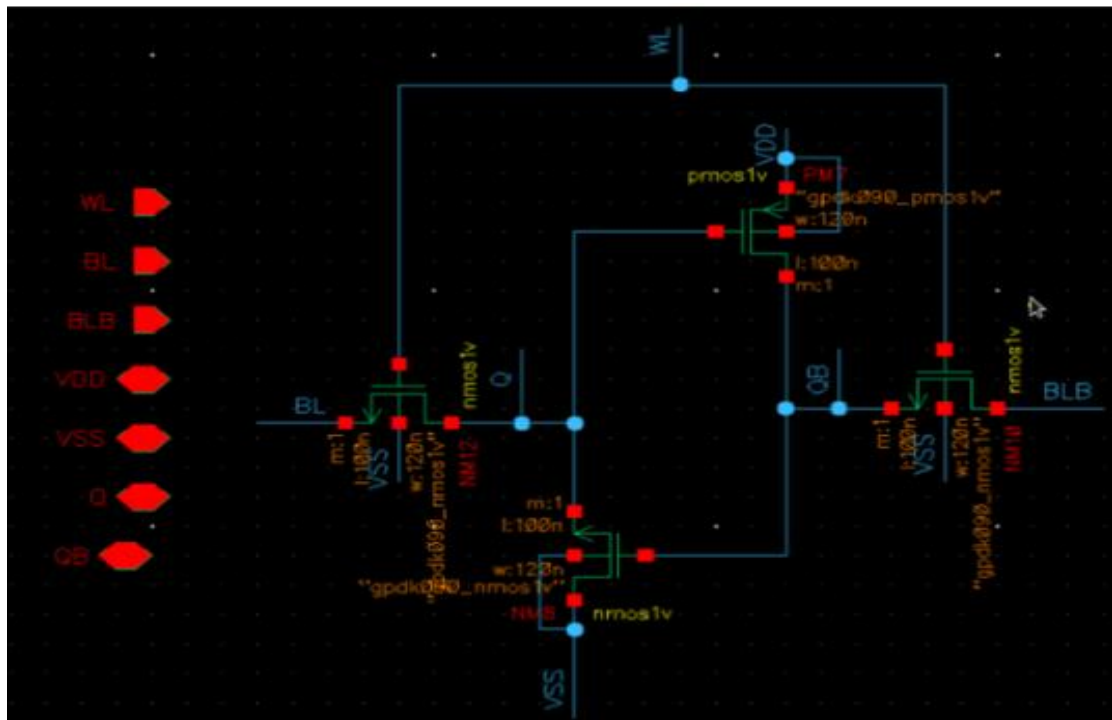 WL
VDD
pmos1v
PM7
"gpdk090_pmos1v"
w:120n
l:100n
m:1
WL
BL
BLB
VDD
VSS
Q
QB
BL
m:1
l:100n
VSS
w:120n
"gpdk090_nmos1v"
NM12
nmos1v
Q
QB
m:1
l:100n
VSS
w:120n
"gpdk090_nmos1v"
NM10
nmos1v
BLB
m:1
l:100n
w:120n
"gpdk090_nmos1v"
NM8
nmos1v
VSS